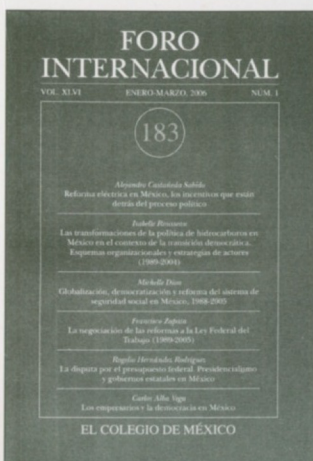 FORO
INTERNACIONAL
VOL. XLVI ENERO-MARZO, 2006 NÚM. 1
183
Alejandra Castañeda Sabido
Reforma eléctrica en México, los incentivos que están
detrás del proceso político
Isabelle Rousseau
Las transformaciones de la política de hidrocarburos en
México en el contexto de la transición democrática.
Esquemas organizacionales y estrategias de actores
(1989-2004)
Michelle Dion
Globalización, democratización y reforma del sistema de
seguridad social en México, 1988-2005
Francisco Zapata
La negociación de las reformas a la Ley Federal del
Trabajo (1989-2005)
Rogelio Hernández Rodríguez
La disputa por el presupuesto federal. Presidencialismo
y gobiernos estatales en México
Carlos Alba Vega
Los empresarios y la democracia en México
EL COLEGIO DE MÉXICO